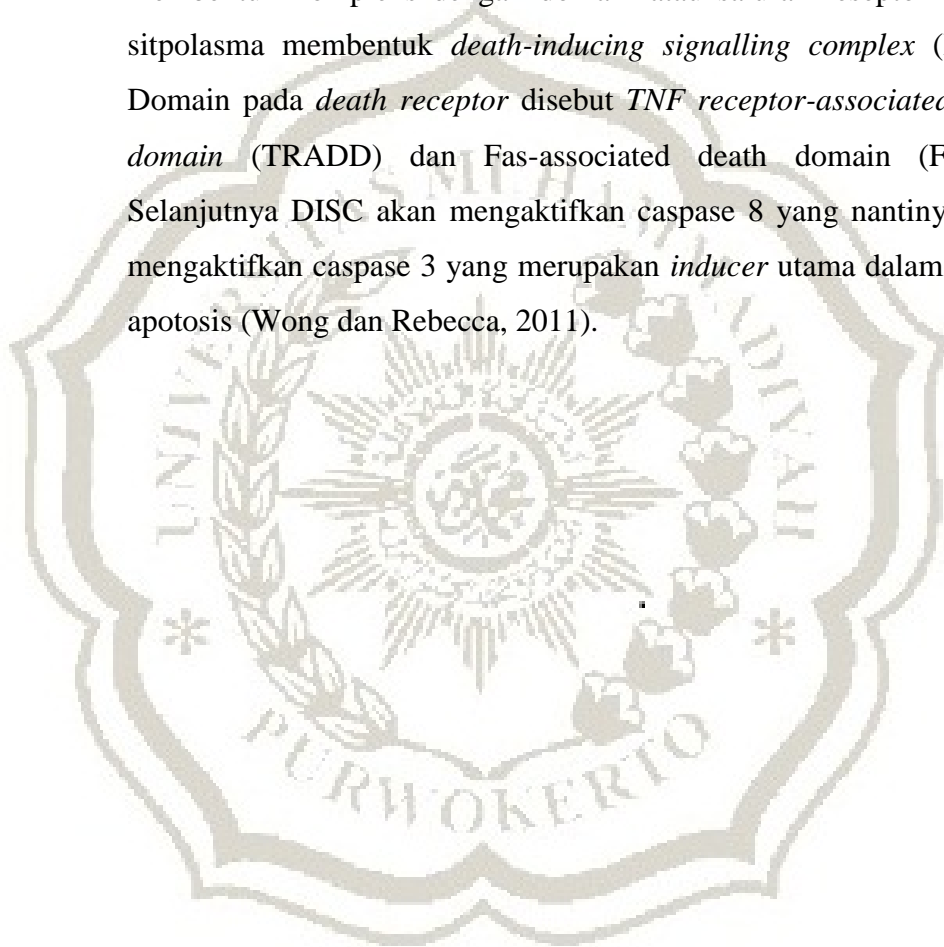 sitpolasma membentuk death-inducing signalling complex (
Domain pada death receptor disebut TNF receptor-associated
domain (TRADD) dan Fas-associated death domain (F
Selanjutnya DISC akan mengaktifkan caspase 8 yang nantiny
mengaktifkan caspase 3 yang merupakan inducer utama dalam
apotosis (Wong dan Rebecca, 2011).
UNIVERSITAS MUHAMMADIYAH
PURWOKERTO